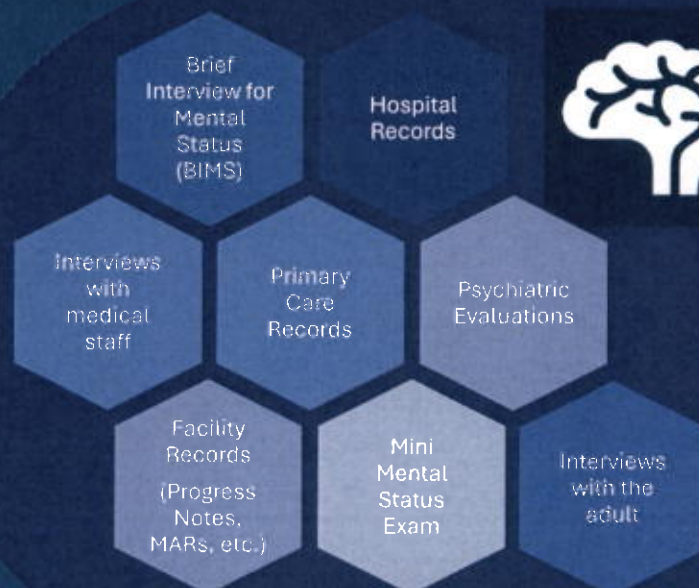 Brief
Interview for
Mental
Status
(BIMS)
Hospital
Records
Interviews
with
medical
staff
Primary
Care
Records
Psychiatric
Evaluations
Facility
Records
(Progress
Notes,
MARs, etc.)
Mini
Mental
Status
Exam
Interviews
with the
adult